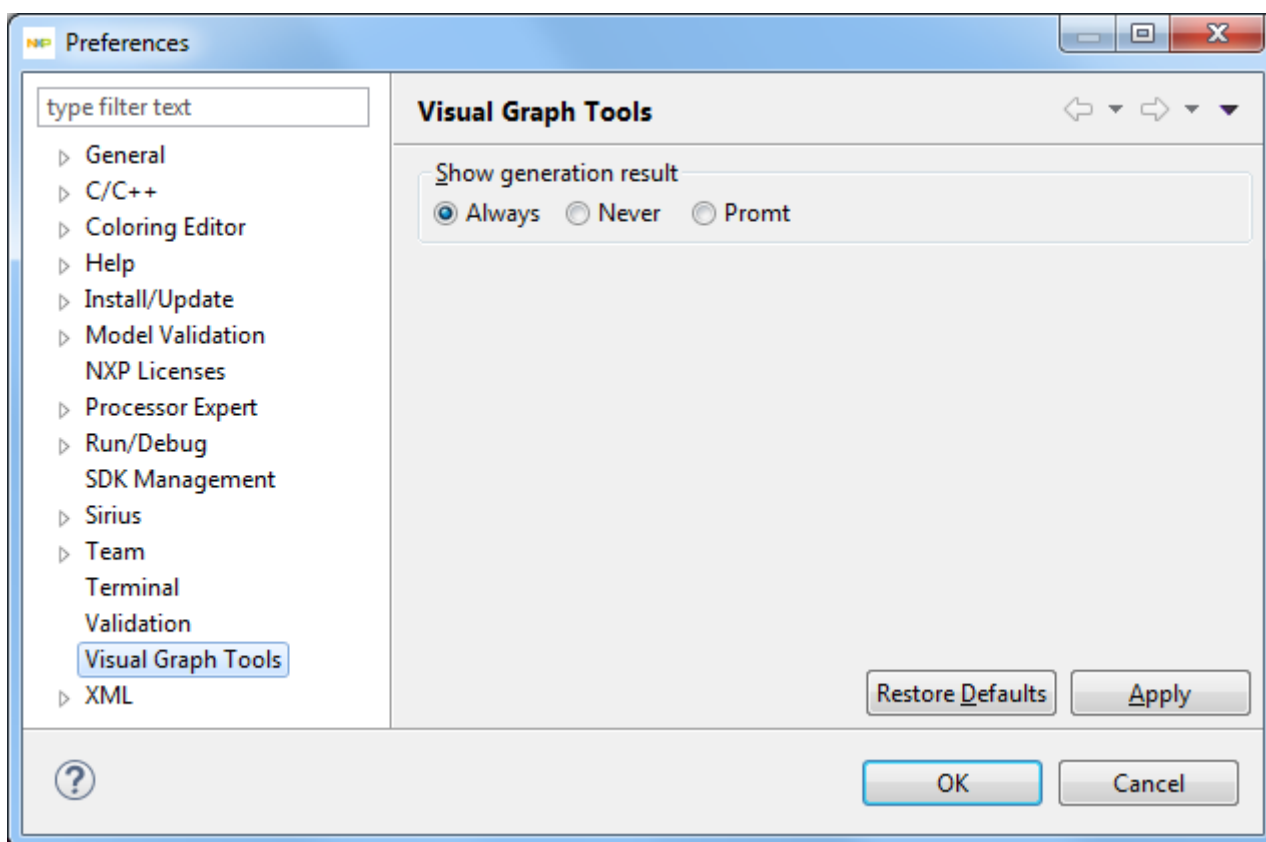 NXP Preferences
type filter text
General
C/C++
Coloring Editor
Help
Install/Update
Model Validation
NXP Licenses
Processor Expert
Run/Debug
SDK Management
Sirius
Team
Terminal
Validation
Visual Graph Tools
XML
Visual Graph Tools
Show generation result
Always Never Promt
Restore Defaults Apply
? OK Cancel